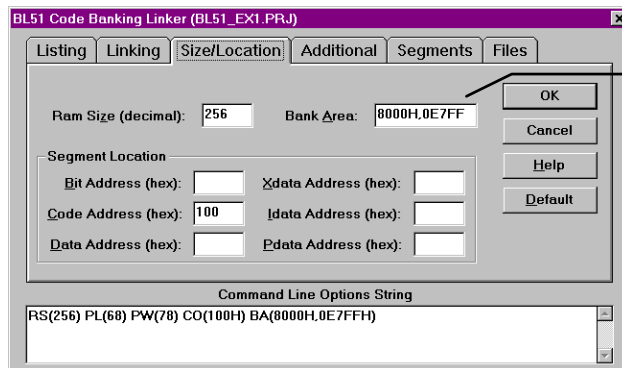 BL51 Code Banking Linker (BL51_EX1.PRJ)
Listing Linking Size/Location Additional Segments Files
Ram Size (decimal): 256 Bank Area: 8000H,0E7FF
OK
Cancel
Help
Default
Segment Location
Bit Address (hex): Xdata Address (hex):
Code Address (hex): 100 Idata Address (hex):
Data Address (hex): Pdata Address (hex):
Command Line Options String
RS(256) PL(68) PW(78) CO(100H) BA(8000H,0E7FFH)